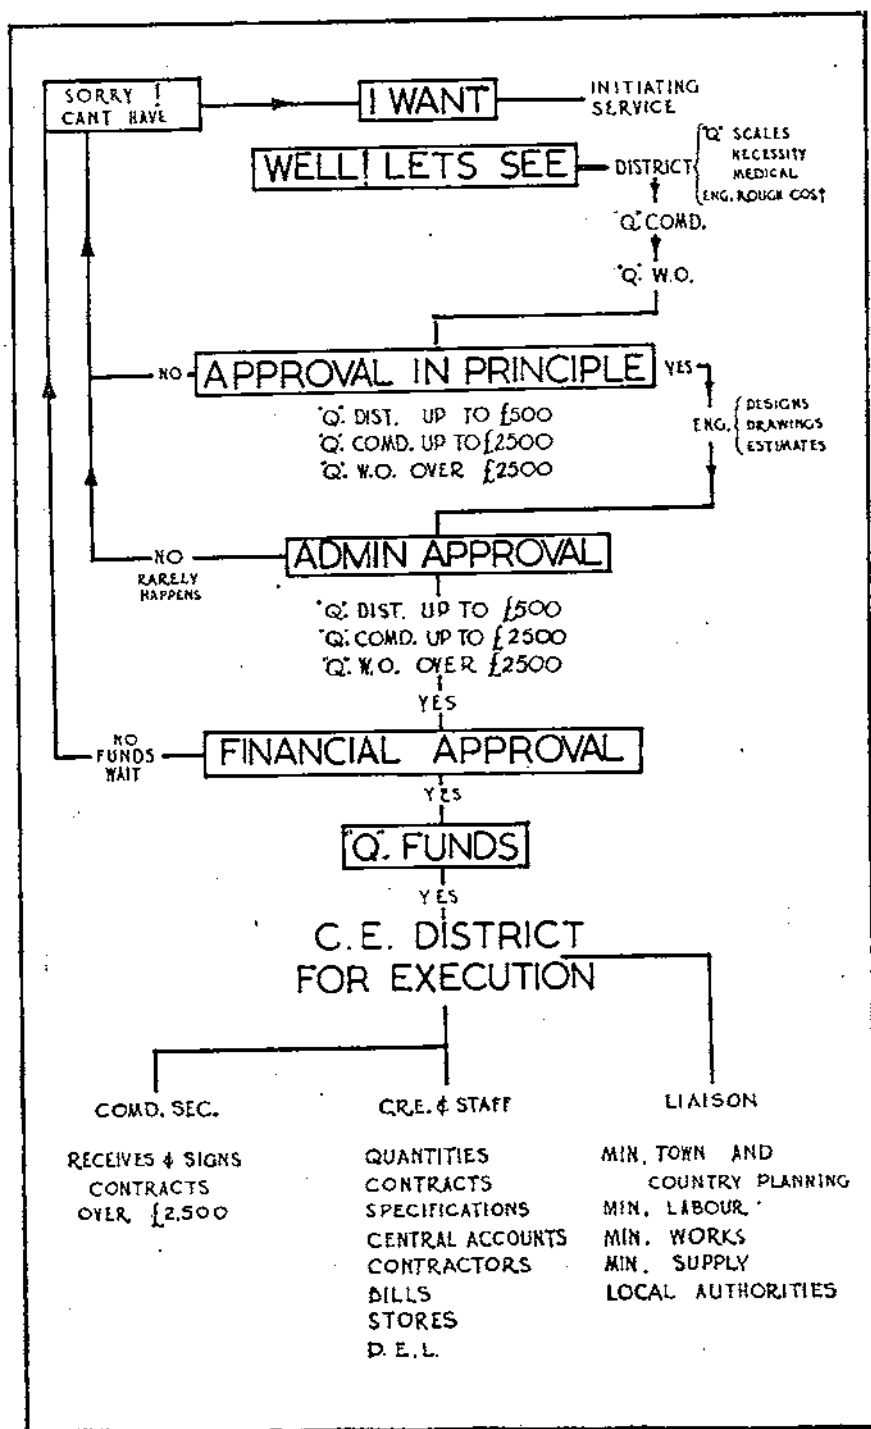 SORRY !
CANT HAVE
I WANT
INITIATING
SERVICE
WELL! LETS SEE
DISTRICT
"Q" SCALES
NECESSITY
MEDICAL
ENG. ROUGH COST
"Q". COMD.
"Q". W.O.
NO
APPROVAL IN PRINCIPLE
YES
"Q". DIST. UP TO £500
"Q". COMD. UP TO £2500
"Q". W.O. OVER £2500
ENG.
DESIGNS
DRAWINGS
ESTIMATES
NO
RARELY
HAPPENS
ADMIN APPROVAL
"Q". DIST. UP TO £500
"Q". COMD. UP TO £2500
"Q". W.O. OVER £2500
YES
NO
FUNDS
WAIT
FINANCIAL APPROVAL
YES
"Q". FUNDS
YES
C.E. DISTRICT
FOR EXECUTION
COMD. SEC.
RECEIVES & SIGNS
CONTRACTS
OVER £2,500
C.R.E. & STAFF
QUANTITIES
CONTRACTS
SPECIFICATIONS
CENTRAL ACCOUNTS
CONTRACTORS
BILLS
STORES
D.E.L.
LIAISON
MIN. TOWN AND
COUNTRY PLANNING
MIN. LABOUR
MIN. WORKS
MIN. SUPPLY
LOCAL AUTHORITIES